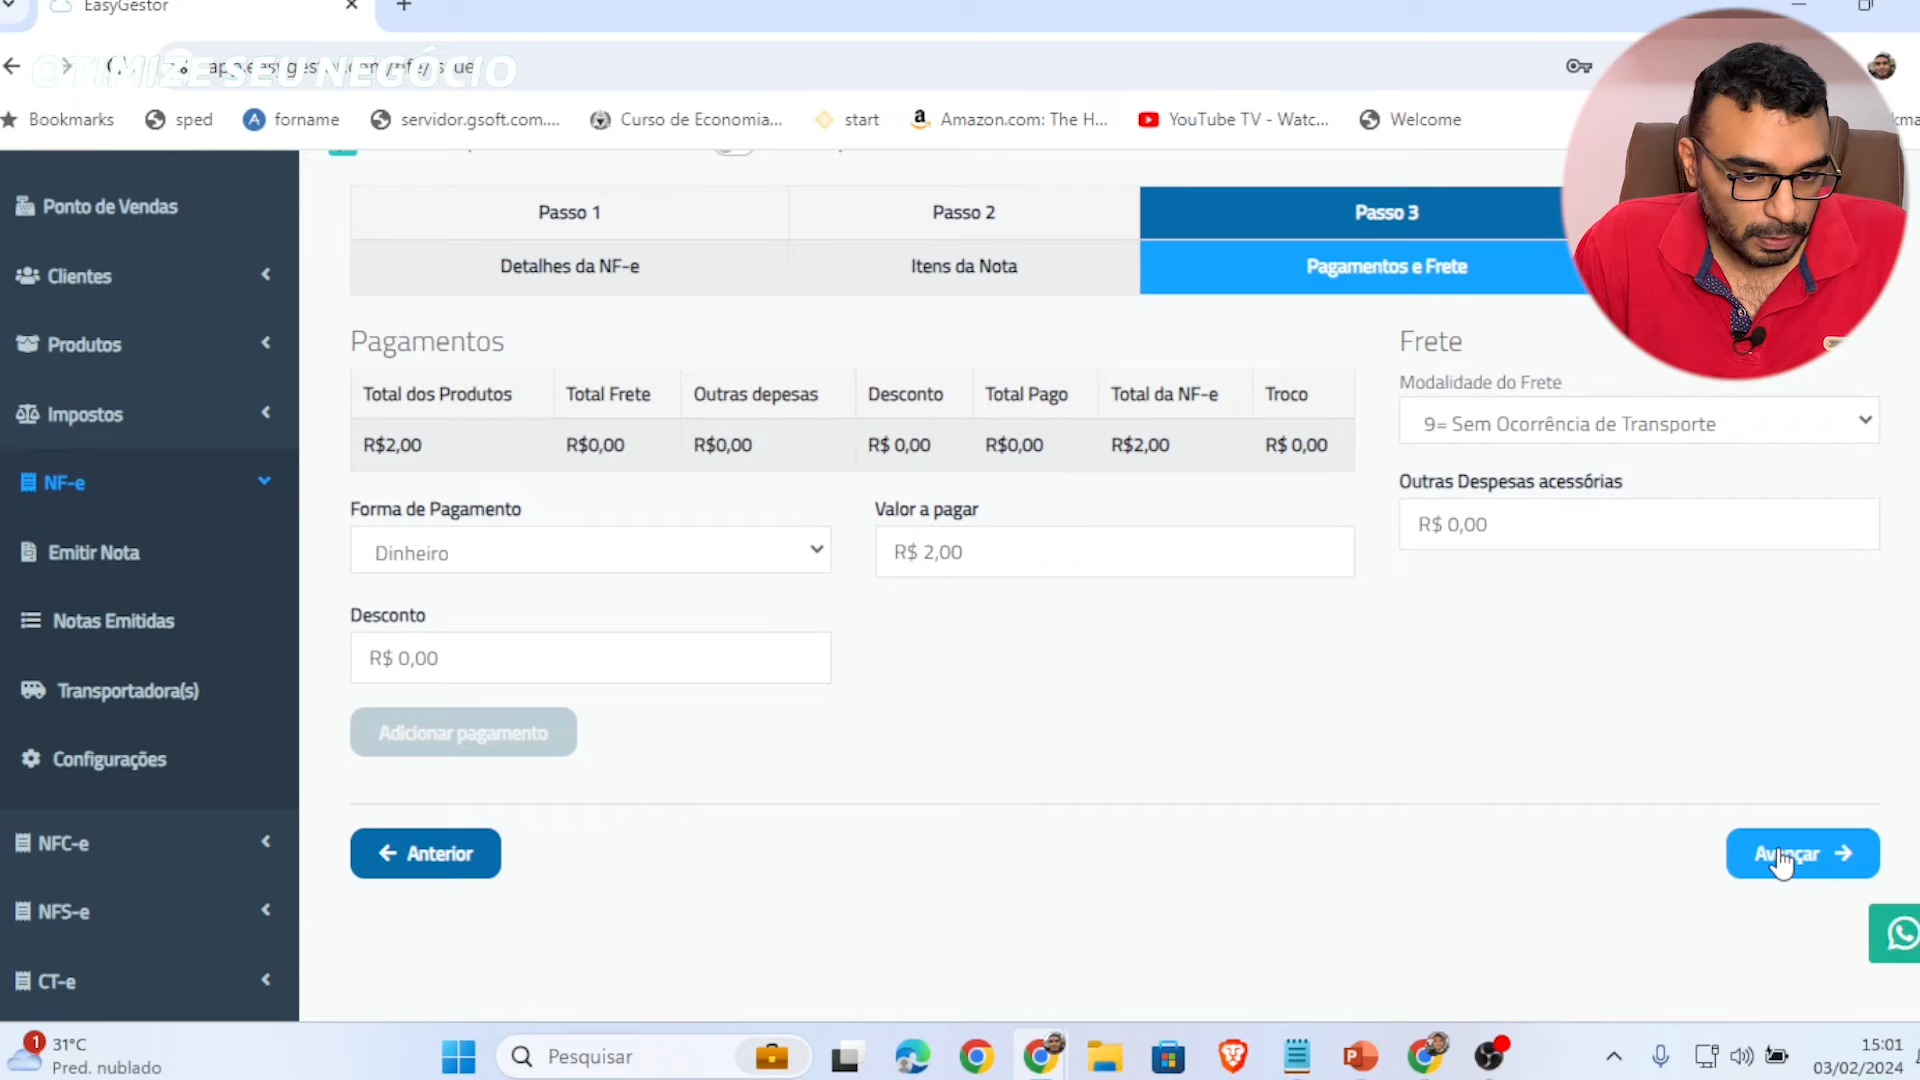 EasyGestor
OTIMIZE SEU NEGÓCIO
Bookmarks sped forname servidor.gsoft.com.... Curso de Economia... start Amazon.com: The H... YouTube TV - Watc... Welcome
Ponto de Vendas
Clientes
Produtos
Impostos
NF-e
Emitir Nota
Notas Emitidas
Transportadora(s)
Configurações
NFC-e
NFS-e
CT-e
Passo 1 Passo 2 Passo 3
Detalhes da NF-e Itens da Nota Pagamentos e Frete
Pagamentos
Total dos Produtos Total Frete Outras depesas Desconto Total Pago Total da NF-e Troco
R$2,00 R$0,00 R$0,00 R$ 0,00 R$0,00 R$2,00 R$ 0,00
Forma de Pagamento Valor a pagar
Dinheiro R$ 2,00
Desconto
R$ 0,00
Adicionar pagamento
Frete
Modalidade do Frete
9= Sem Ocorrência de Transporte
Outras Despesas acessórias
R$ 0,00
Anterior Avançar
1 31°C
Pred. nublado
Pesquisar
15:01
03/02/2024